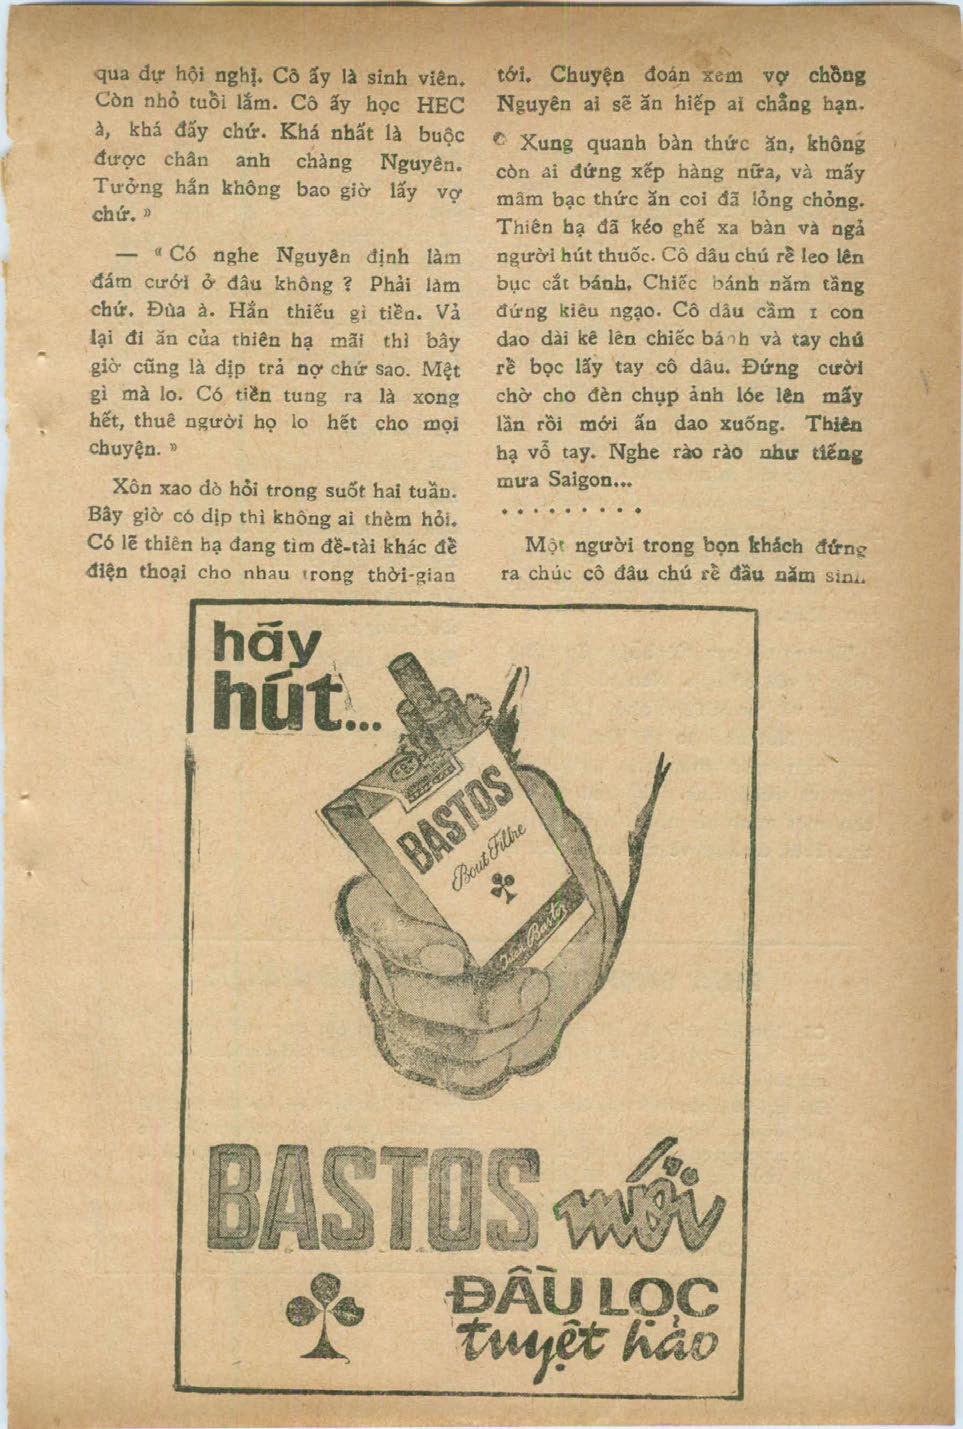 qua dự hội nghị. Cô ấy là sinh viên.
Còn nhỏ tuổi lắm. Cô ấy học HEC
à, khá đấy chứ. Khá nhất là buộc
được chân anh chàng Nguyên.
Tưởng hắn không bao giờ lấy vợ
chứ. »
— « Có nghe Nguyên định làm
đám cưới ở đâu không ? Phải làm
chứ. Đùa à. Hắn thiếu gì tiền. Vả
lại đi ăn của thiên hạ mãi thì bây
giờ cũng là dịp trả nợ chứ sao. Mệt
gì mà lo. Có tiền tung ra là xong
hết, thuê người họ lo hết cho mọi
chuyện. »
Xôn xao dò hỏi trong suốt hai tuần.
Bây giờ có dịp thì không ai thèm hỏi.
Có lẽ thiên hạ đang tìm đề-tài khác để
điện thoại cho nhau trong thời-gian
tới. Chuyện đoán xem vợ chồng
Nguyên ai sẽ ăn hiếp ai chẳng hạn.
Xung quanh bàn thức ăn, không
còn ai đứng xếp hàng nữa, và mấy
mâm bạc thức ăn coi đã lỏng chỏng.
Thiên hạ đã kéo ghế xa bàn và ngả
người hút thuốc. Cô dâu chú rể leo lên
bục cắt bánh. Chiếc bánh năm tầng
đứng kiêu ngạo. Cô dâu cầm 1 con
dao dài kê lên chiếc bánh và tay chú
rể bọc lấy tay cô dâu. Đứng cười
chờ cho đèn chụp ảnh lóe lên mấy
lần rồi mới ấn dao xuống. Thiên
hạ vỗ tay. Nghe rào rào như tiếng
mưa Saigon...
. . . . . . . . .
Một người trong bọn khách đứng
ra chúc cô đâu chú rể đầu năm sinh
hãy
hút...
BASTOS
Bout Filtre
Bastos
BASTOS mới
ĐẦU LỌC
tuyệt hảo